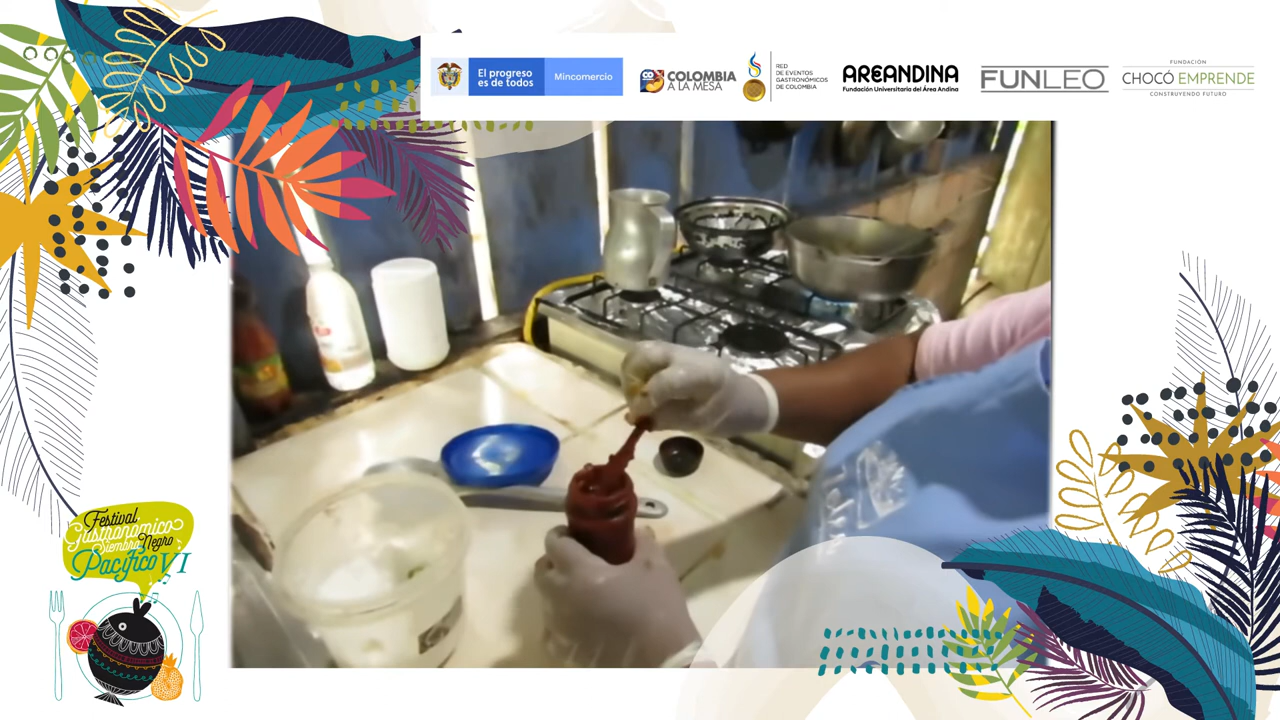 El progreso
es de todos
Mincomercio
COLOMBIA
A LA MESA
RED
DE EVENTOS
GASTRONÓMICOS
DE COLOMBIA
AREANDINA
Fundación Universitaria del Área Andina
FUNLEO
FUNDACIÓN
CHOCÓ EMPRENDE
CONSTRUYENDO FUTURO
Festival
Gastronómico
Siembra Negro
Pacífico VI